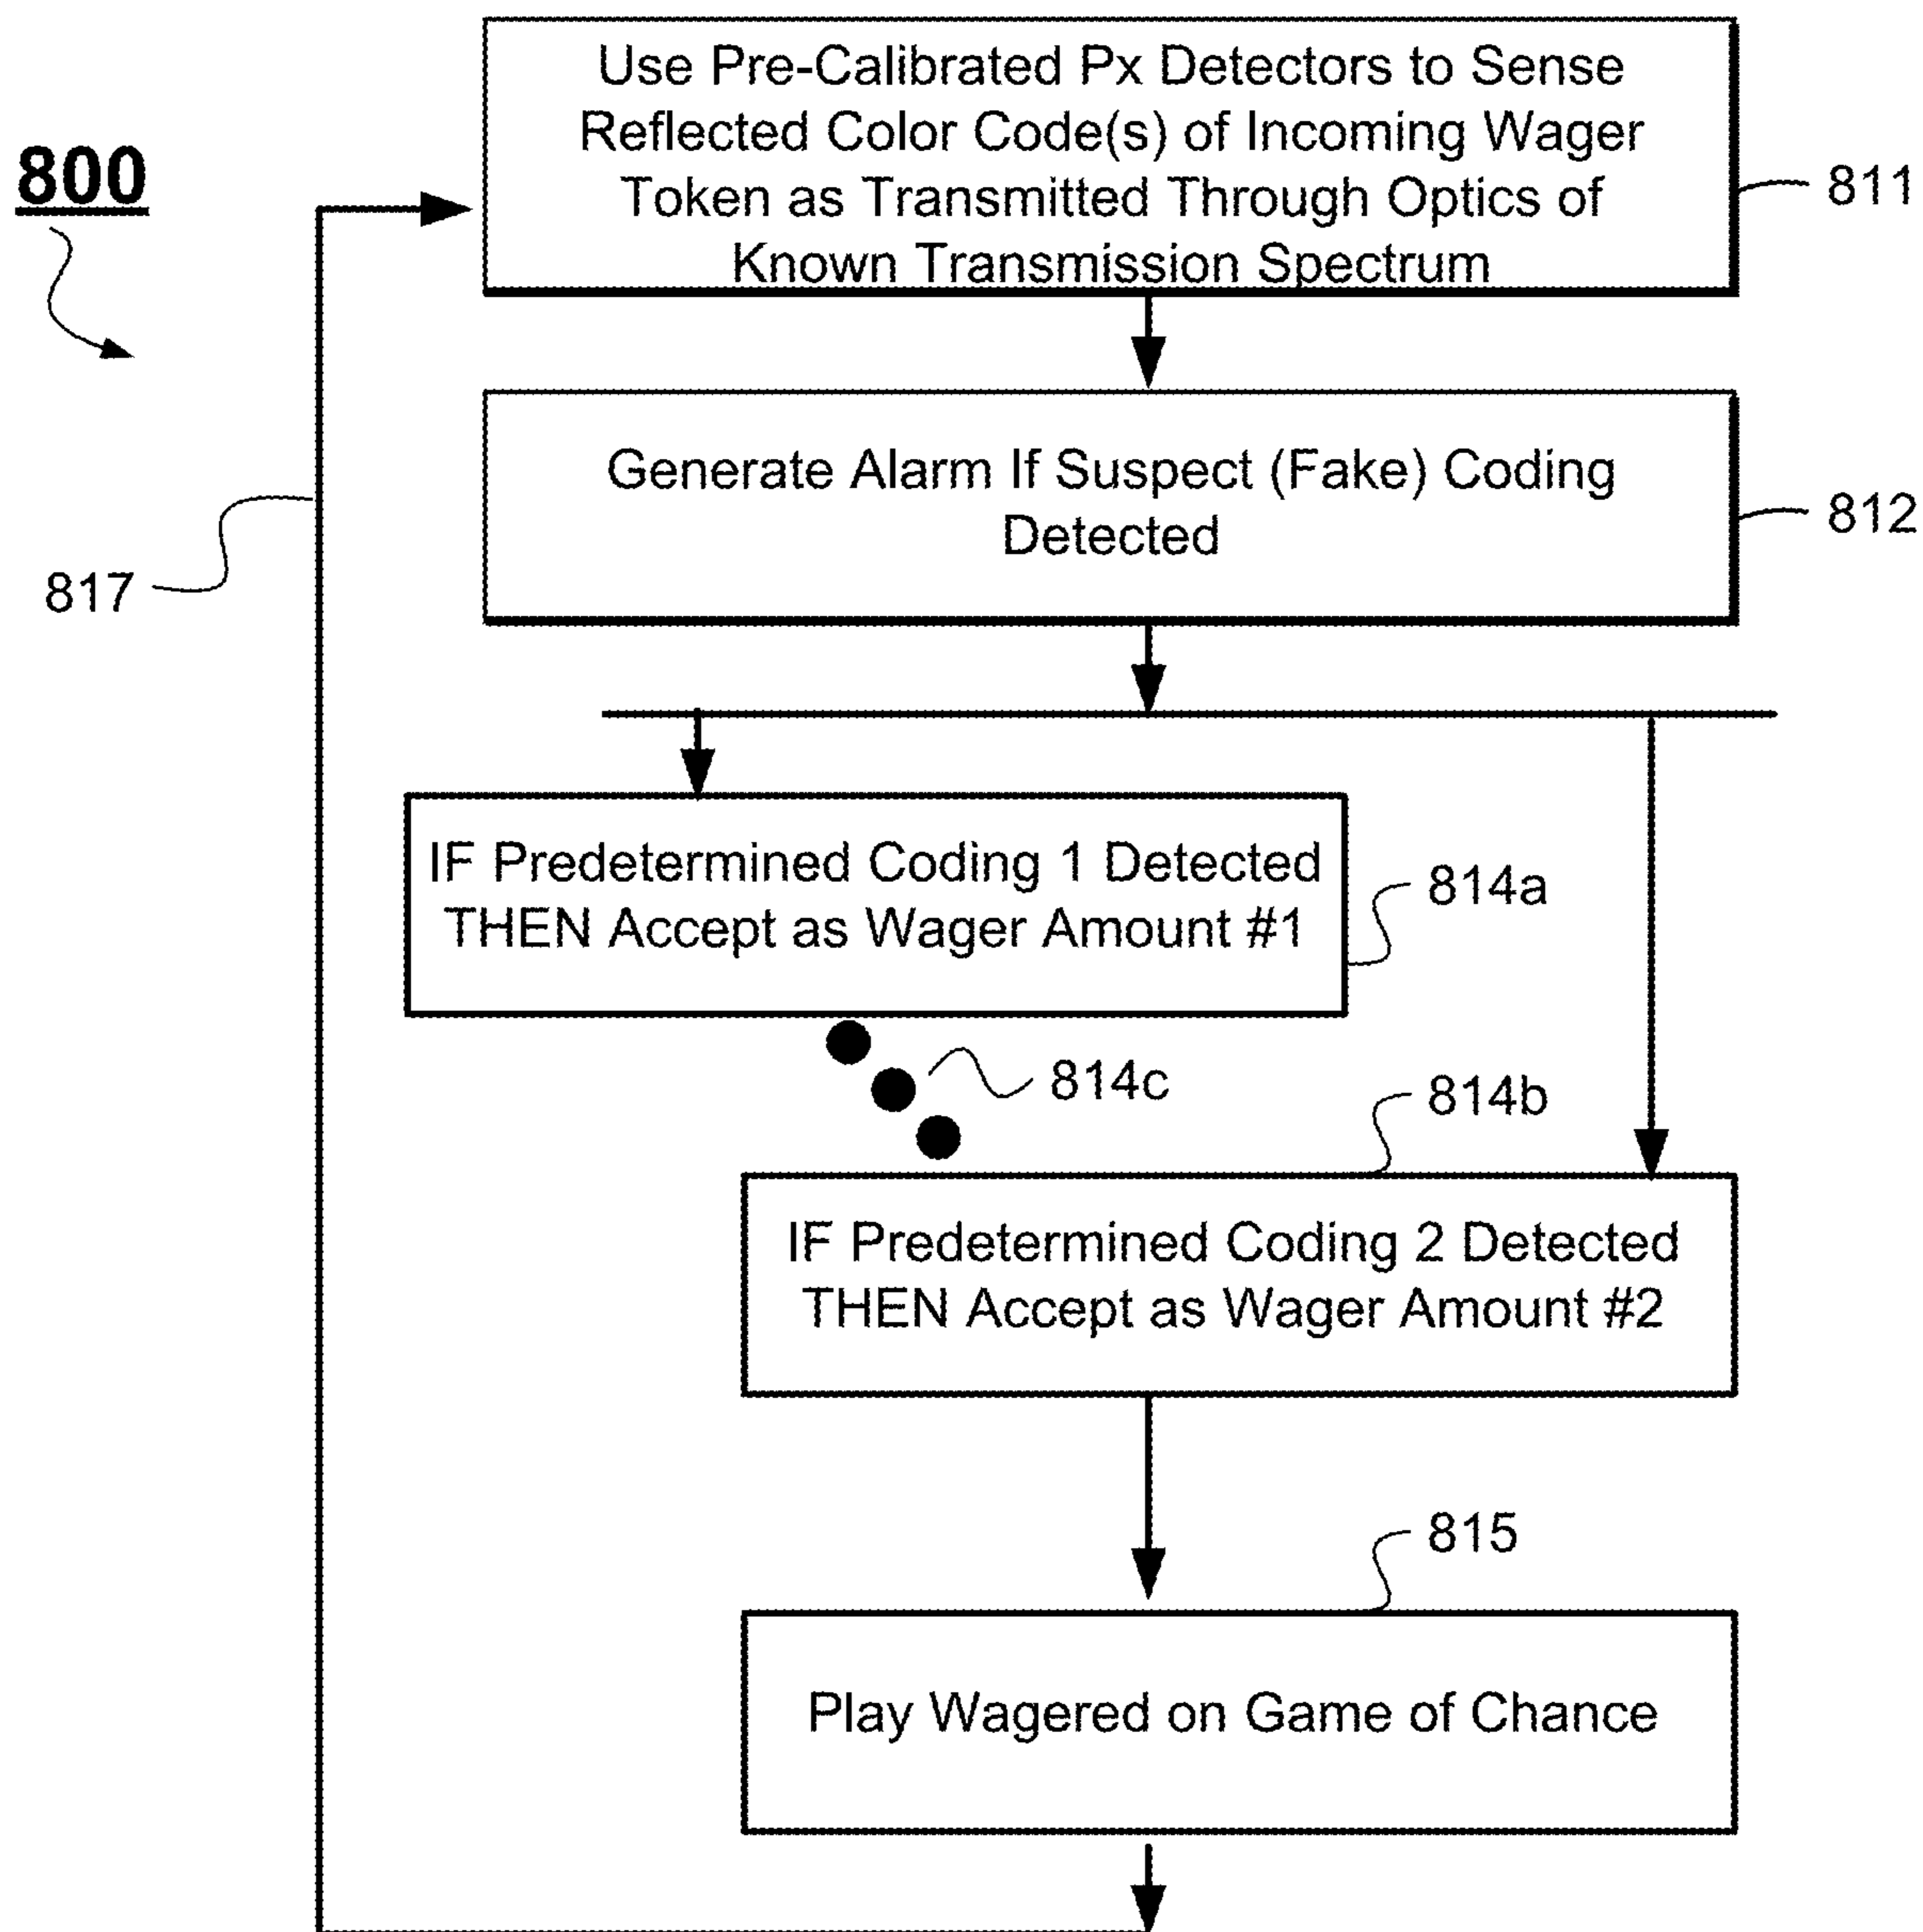 800
Use Pre-Calibrated Px Detectors to Sense
Reflected Color Code(s) of Incoming Wager
Token as Transmitted Through Optics of
Known Transmission Spectrum
811
Generate Alarm If Suspect (Fake) Coding
Detected
812
817
IF Predetermined Coding 1 Detected
THEN Accept as Wager Amount #1
814a
814c
814b
IF Predetermined Coding 2 Detected
THEN Accept as Wager Amount #2
815
Play Wagered on Game of Chance